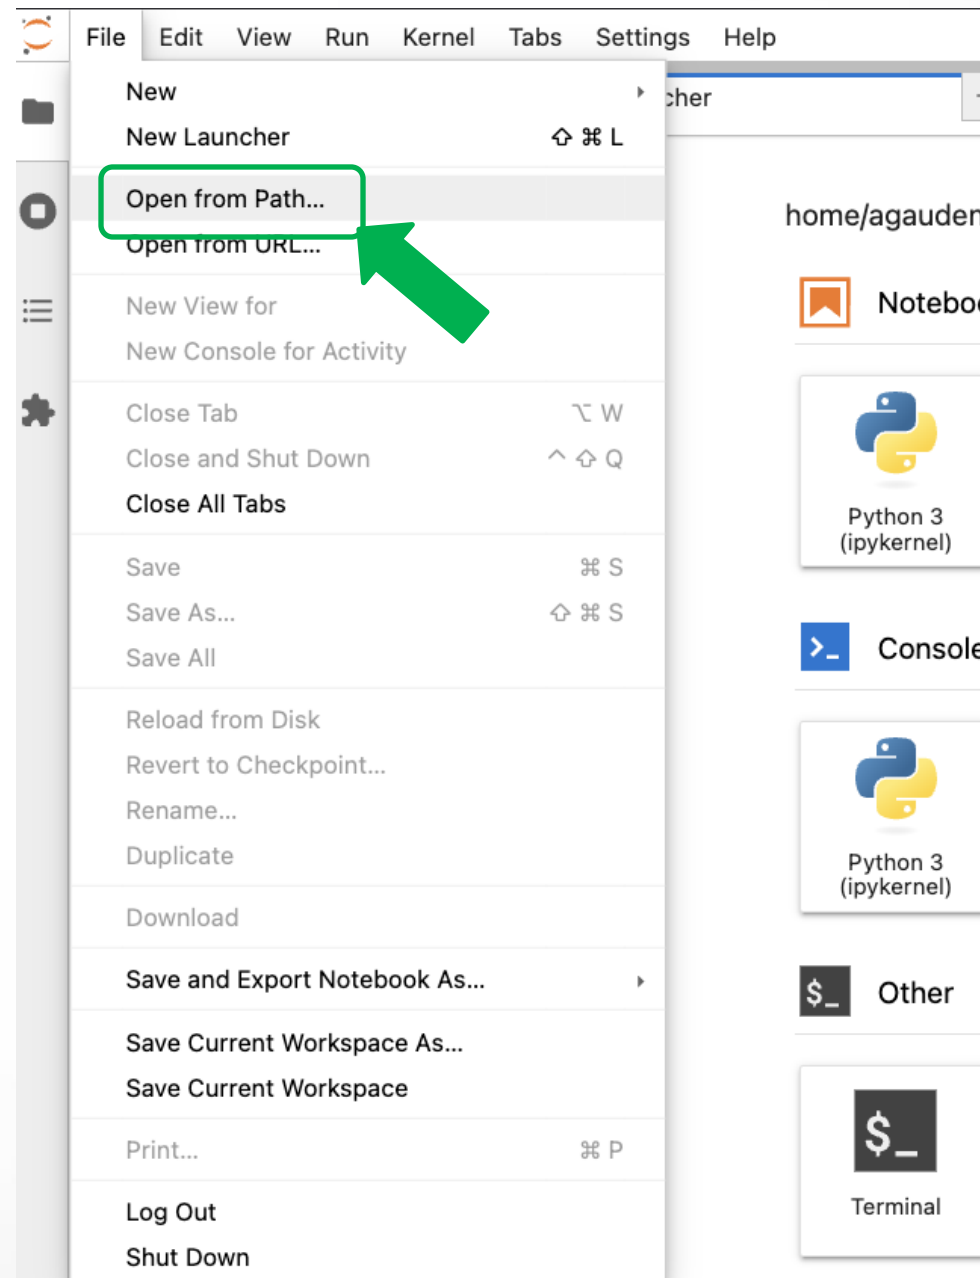 File Edit View Run Kernel Tabs Settings Help
New
New Launcher ⇧ ⌘ L
Open from Path...
Open from URL...
New View for
New Console for Activity
Close Tab ⌥ W
Close and Shut Down ^ ⇧ Q
Close All Tabs
Save ⌘ S
Save As... ⇧ ⌘ S
Save All
Reload from Disk
Revert to Checkpoint...
Rename...
Duplicate
Download
Save and Export Notebook As...
Save Current Workspace As...
Save Current Workspace
Print... ⌘ P
Log Out
Shut Down
cher
home/agauden
Noteboo
Python 3
(ipykernel)
>_ Console
Python 3
(ipykernel)
$_ Other
$_
Terminal